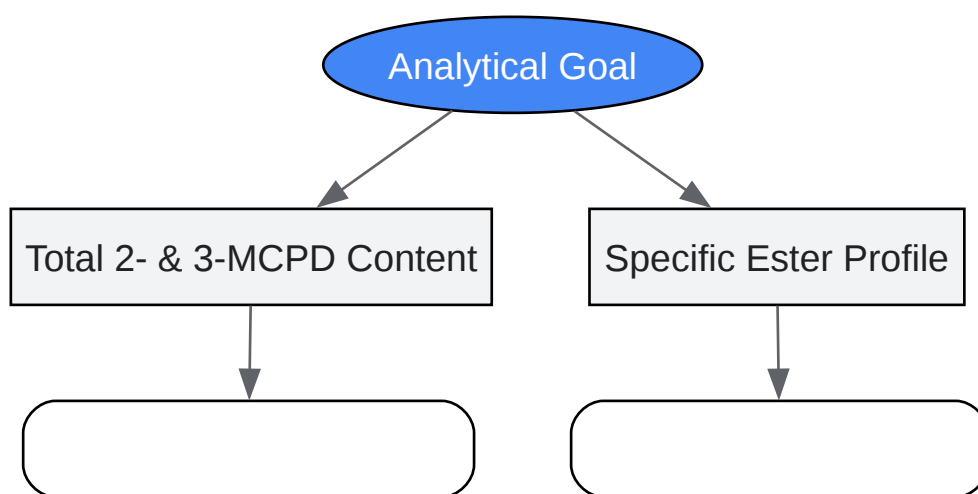 Analytical Goal
Total 2- & 3-MCPD Content
Specific Ester Profile